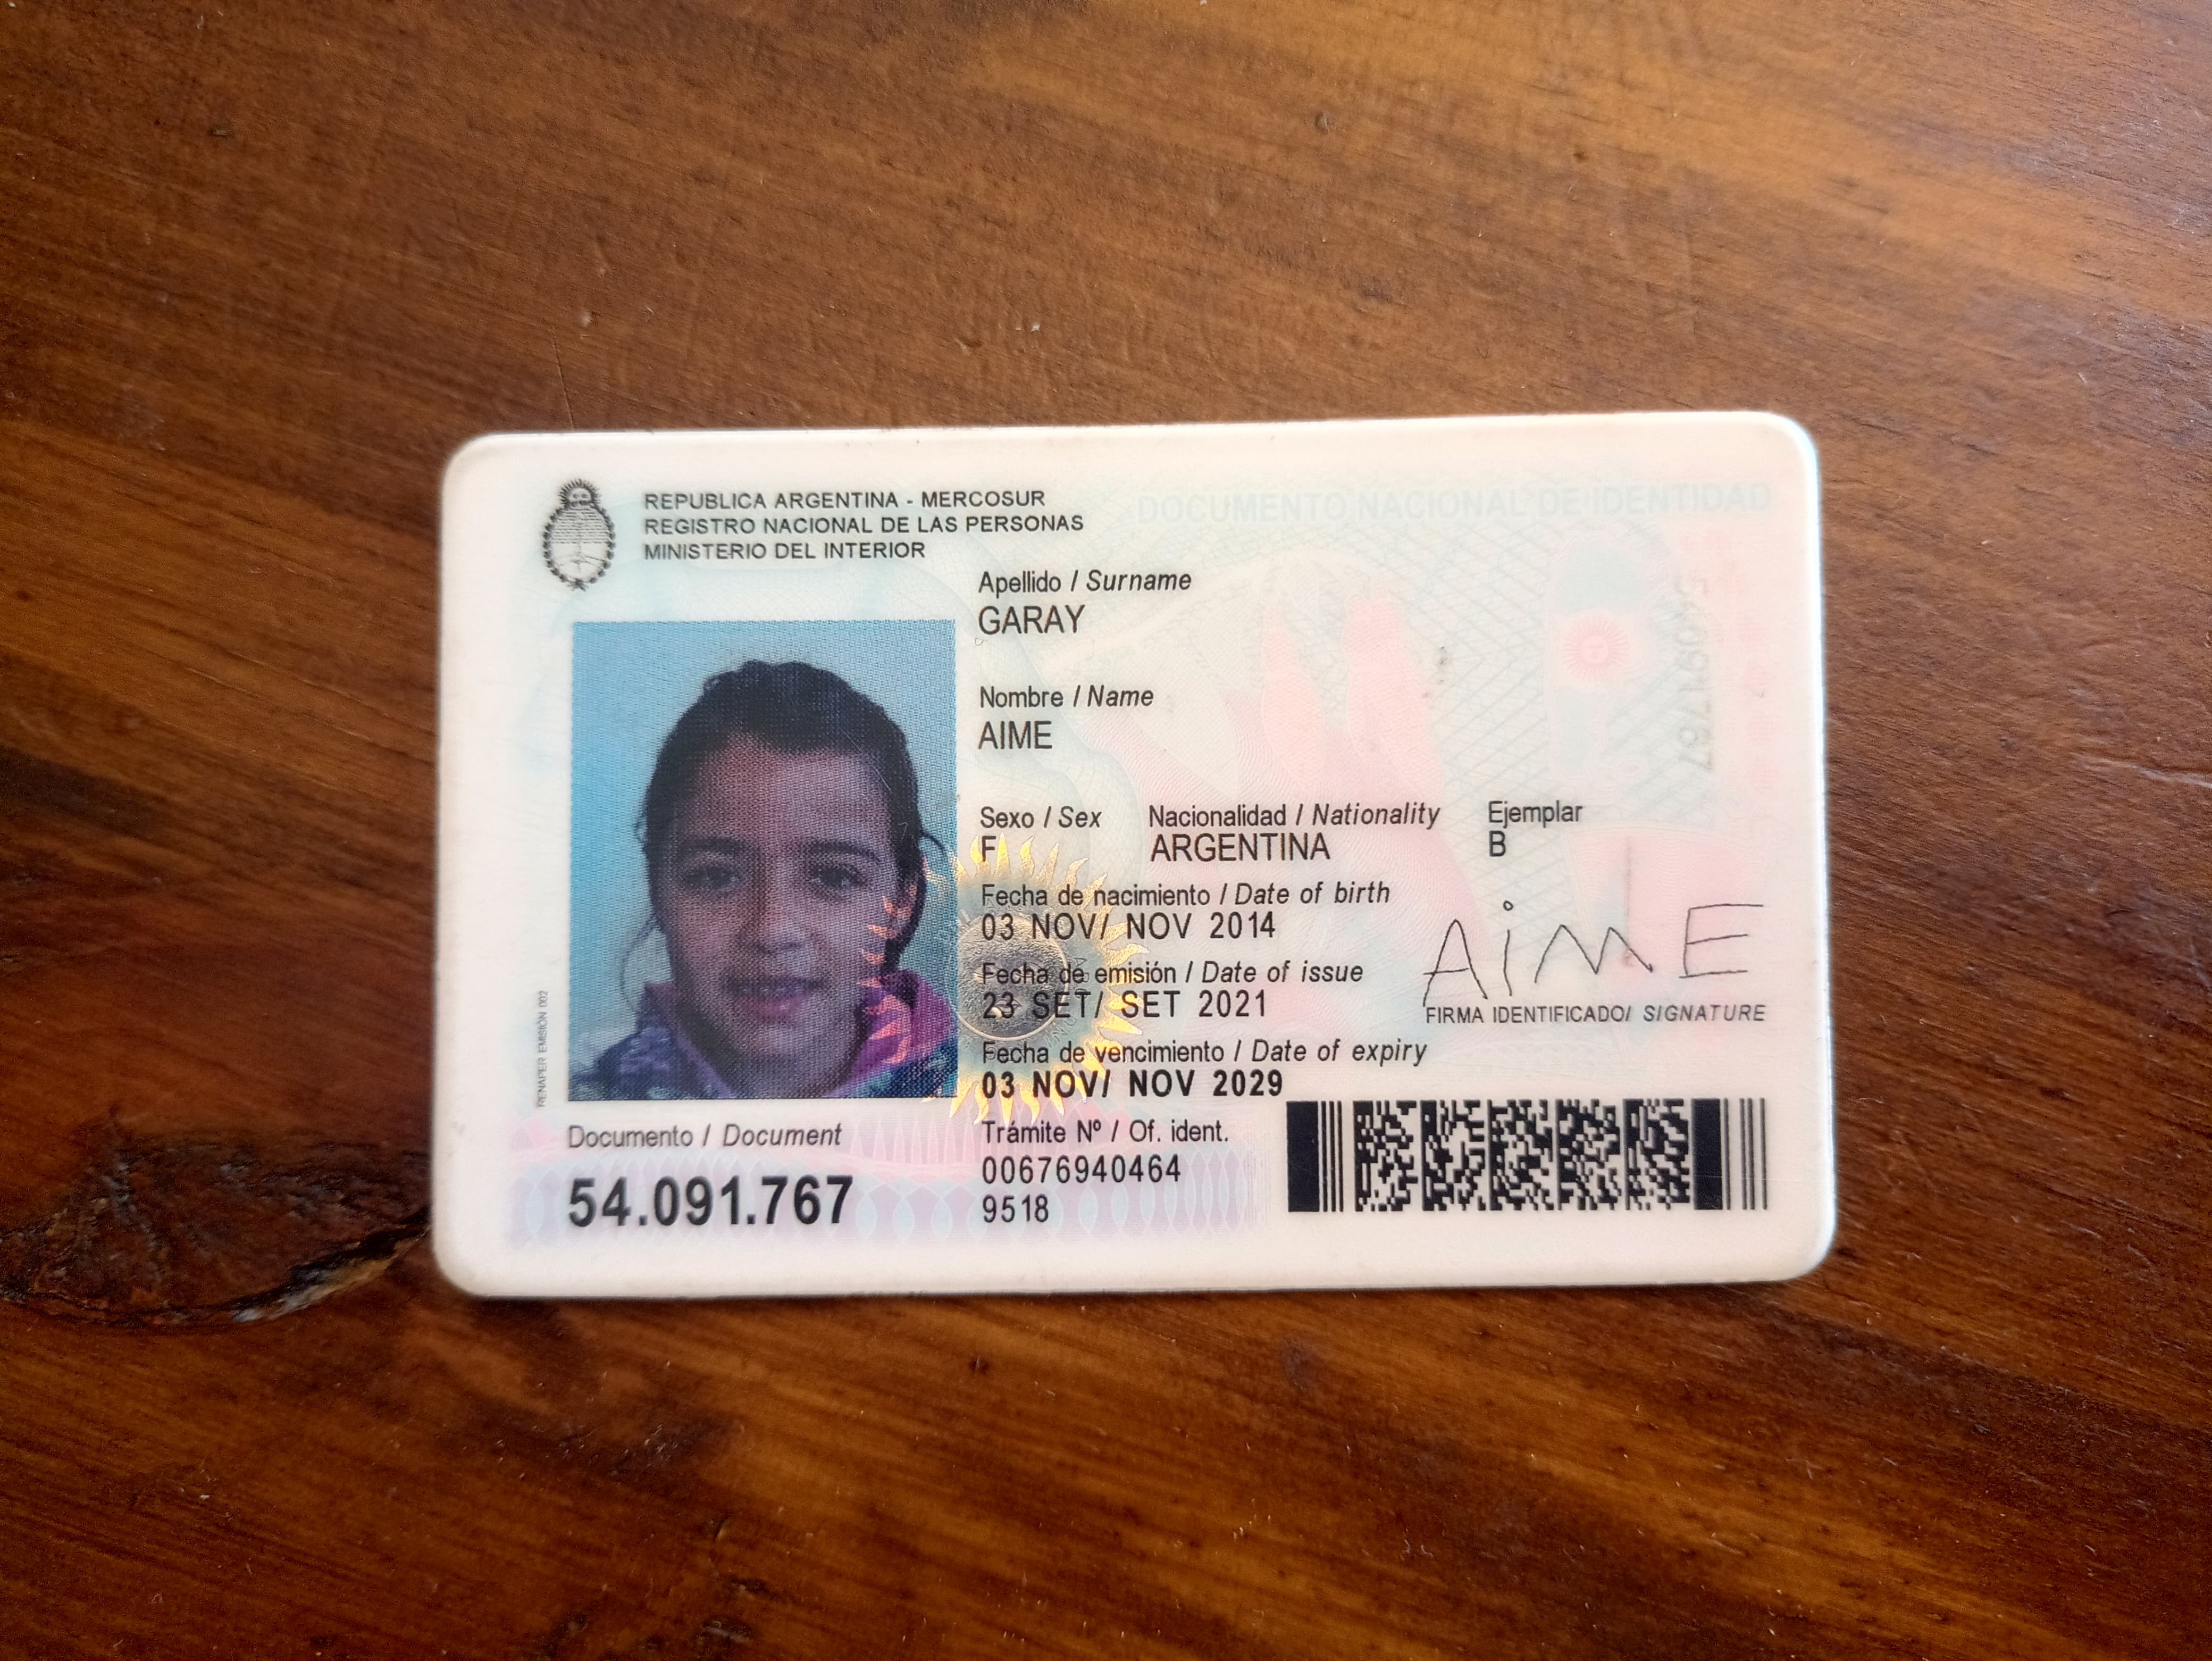 REPUBLICA ARGENTINA - MERCOSUR
REGISTRO NACIONAL DE LAS PERSONAS
MINISTERIO DEL INTERIOR
DOCUMENTO NACIONAL DE IDENTIDAD
Apellido / Surname
GARAY
Nombre / Name
AIME
Sexo / Sex Nacionalidad / Nationality Ejemplar
F ARGENTINA B
Fecha de nacimiento / Date of birth
03 NOV/ NOV 2014
Fecha de emisión / Date of issue
23 SET/ SET 2021
AiME
FIRMA IDENTIFICADO/ SIGNATURE
Fecha de vencimiento / Date of expiry
03 NOV/ NOV 2029
Documento / Document
54.091.767
Trámite Nº / Of. ident.
00676940464
9518
RENAPER EMISIÓN 002
54091767